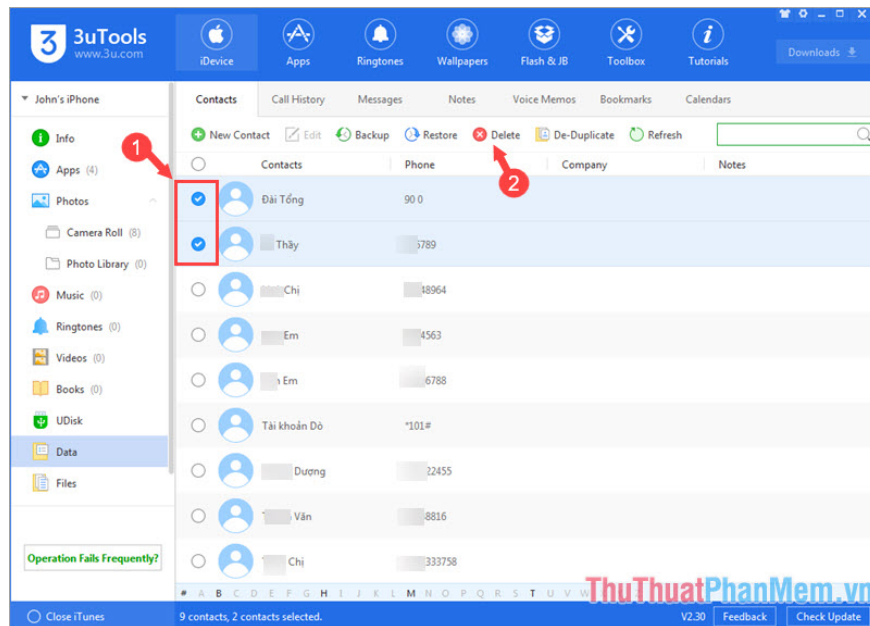 3uTools
www.3u.com
iDevice Apps Ringtones Wallpapers Flash & JB Toolbox Tutorials
Downloads
John's iPhone
Contacts Call History Messages Notes Voice Memos Bookmarks Calendars
New Contact Edit Backup Restore Delete De-Duplicate Refresh
Contacts Phone Company Notes
1
2
Info
Apps (4)
Photos
Camera Roll (8)
Photo Library (0)
Music (0)
Ringtones (0)
Videos (0)
Books (0)
UDisk
Data
Files
Đài Tổng 90 0
Thầy 5789
Chị 48964
Em 4563
Em 6788
Tài khoản Dò *101#
Dượng 22455
Văn 8816
Chị 333758
Operation Fails Frequently?
# A B C D E F G H I J K L M N O P Q R S T U V W
ThuThuatPhanMem.vn
Close iTunes
9 contacts, 2 contacts selected.
V2.30 Feedback Check Update